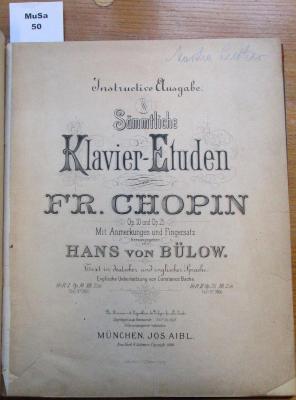 MuSa
50
Instructive Ausgabe.
Sämmtliche
Klavier-Etuden
von
FR. CHOPIN
Op. 10 und Op. 25
Mit Anmerkungen und Fingersatz
herausgegeben
HANS VON BÜLOW.
Text in deutscher und englischer Sprache.
Englische Uebersetzung von Constance Bache.
MÜNCHEN, JOS. AIBL.